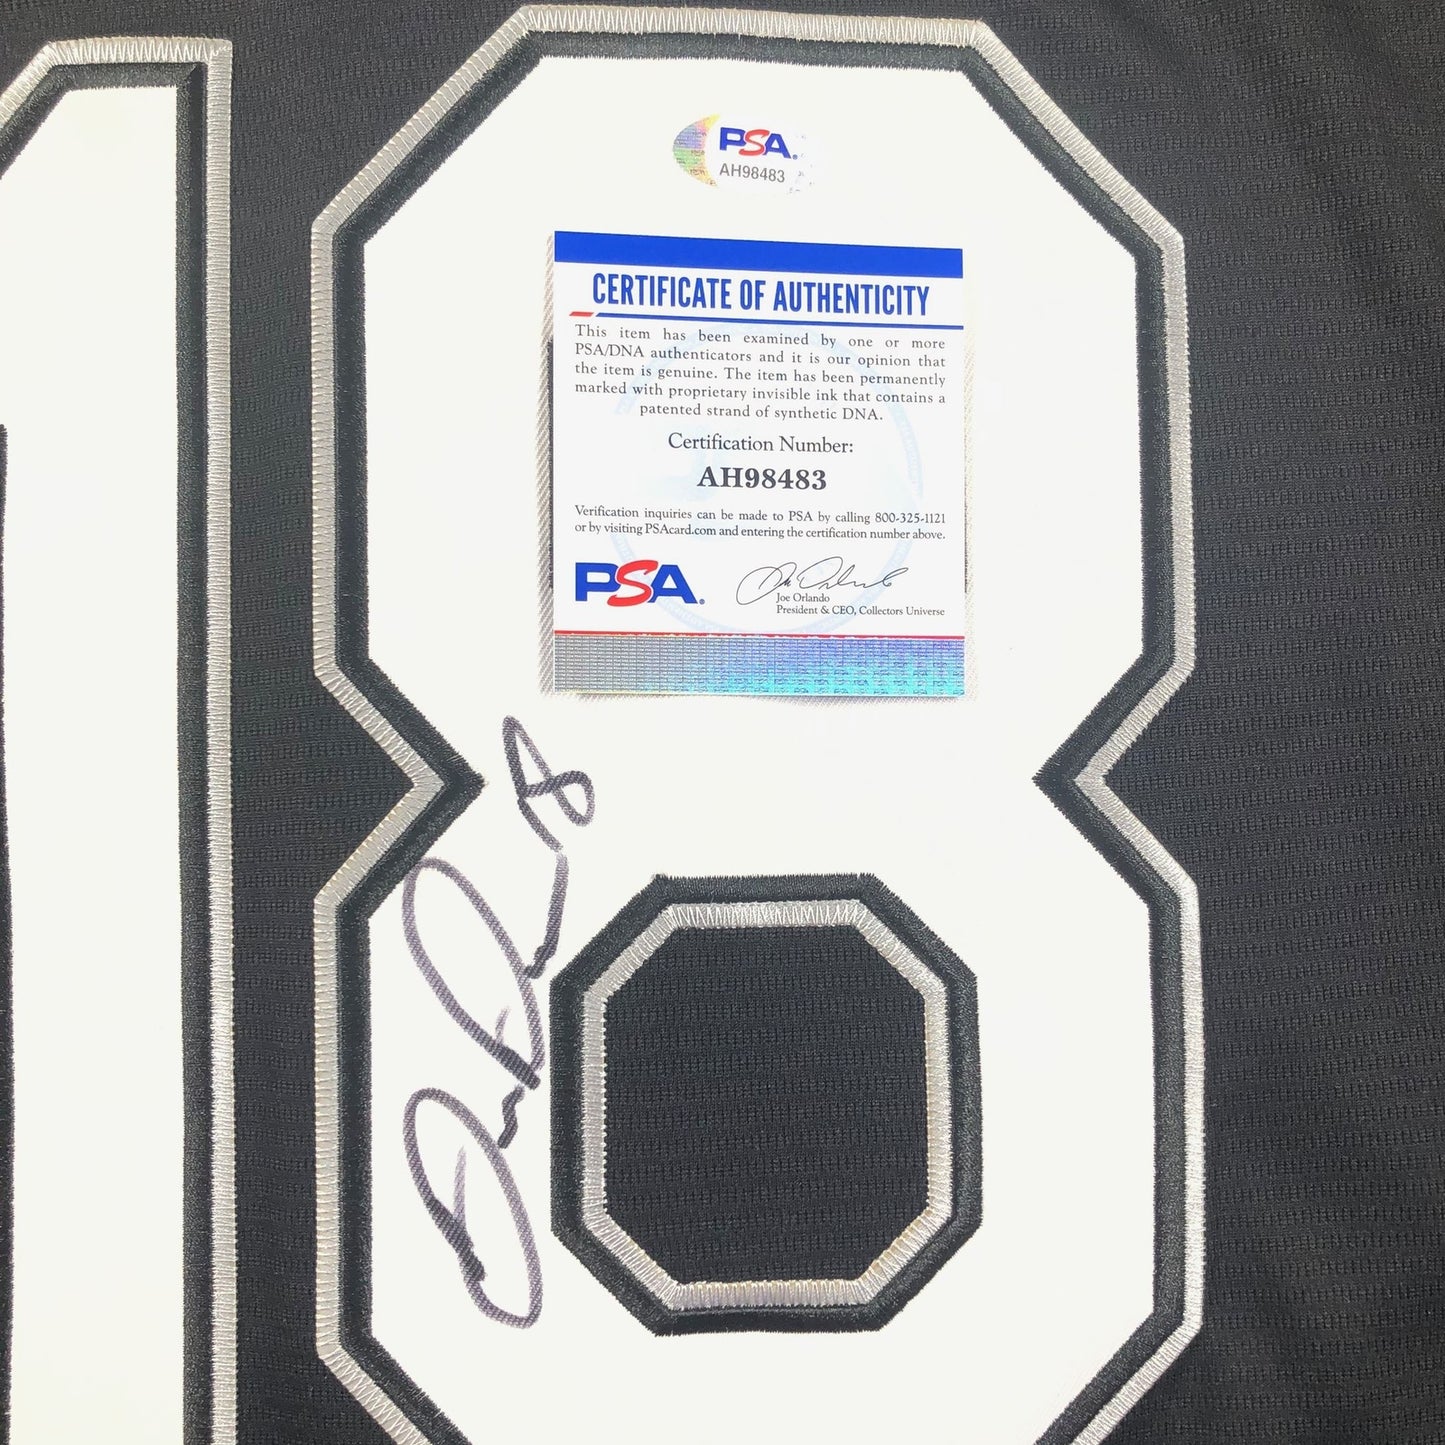 18
PSA.
AH98483
CERTIFICATE OF AUTHENTICITY
This item has been examined by one or more
PSA/DNA authenticators and it is our opinion that
the item is genuine. The item has been permanently
marked with proprietary invisible ink that contains a
patented strand of synthetic DNA.
Certification Number:
AH98483
Verification inquiries can be made to PSA by calling 800-325-1121
or by visiting PSAcard.com and entering the certification number above.
PSA.
Joe Orlando
President & CEO, Collectors Universe